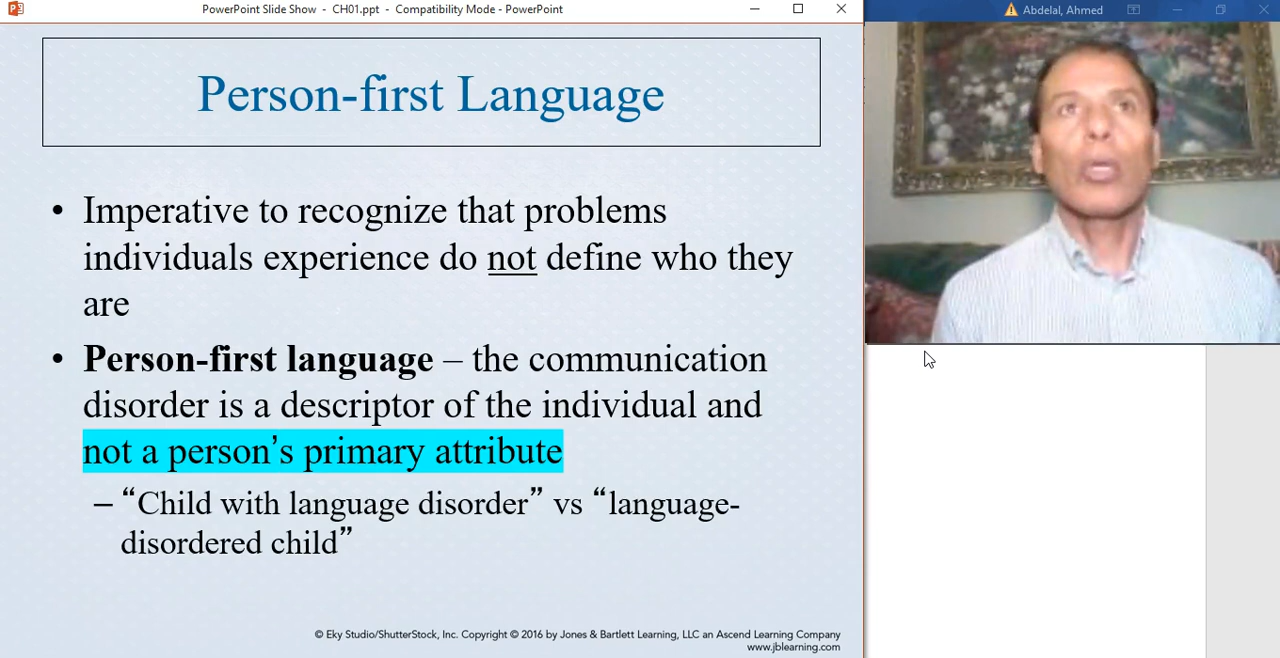 PowerPoint Slide Show - CH01.ppt - Compatibility Mode - PowerPoint
Abdelal, Ahmed
Person-first Language
• Imperative to recognize that problems
individuals experience do not define who they
are
• Person-first language – the communication
disorder is a descriptor of the individual and
not a person’s primary attribute
– “Child with language disorder” vs “language-
disordered child”
© Eky Studio/ShutterStock, Inc. Copyright © 2016 by Jones & Bartlett Learning, LLC an Ascend Learning Company
www.jblearning.com